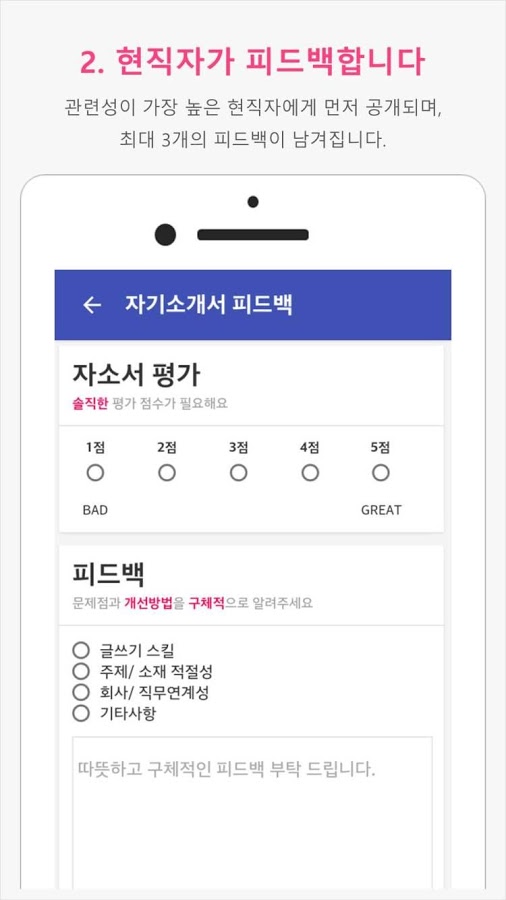 2. 현직자가 피드백합니다
관련성이 가장 높은 현직자에게 먼저 공개되며,
최대 3개의 피드백이 남겨집니다.
자기소개서 피드백
자소서 평가
솔직한 평가 점수가 필요해요
1점 2점 3점 4점 5점
BAD GREAT
피드백
문제점과 개선방법을 구체적으로 알려주세요
글쓰기 스킬
주제/ 소재 적절성
회사/ 직무연계성
기타사항
따뜻하고 구체적인 피드백 부탁 드립니다.